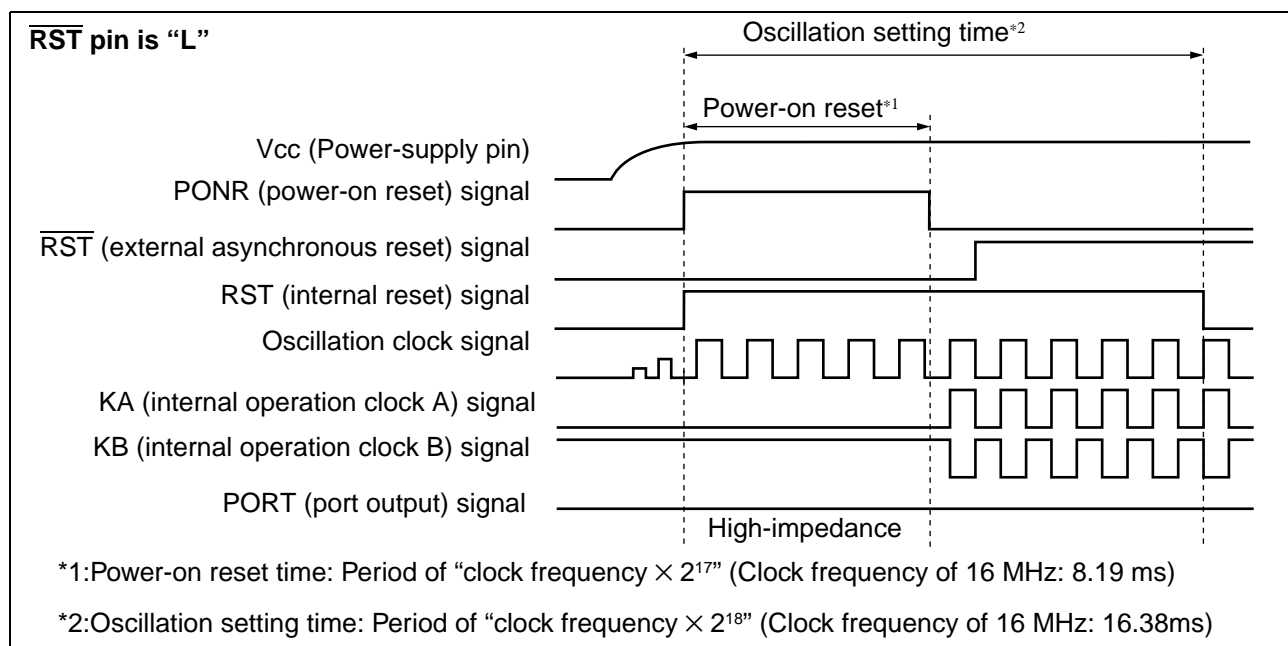 RST pin is “L”
Oscillation setting time*2
Power-on reset*1
Vcc (Power-supply pin)
PONR (power-on reset) signal
RST (external asynchronous reset) signal
RST (internal reset) signal
Oscillation clock signal
KA (internal operation clock A) signal
KB (internal operation clock B) signal
PORT (port output) signal
High-impedance
*1:Power-on reset time: Period of “clock frequency × 2¹⁷” (Clock frequency of 16 MHz: 8.19 ms)
*2:Oscillation setting time: Period of “clock frequency × 2¹⁸” (Clock frequency of 16 MHz: 16.38ms)